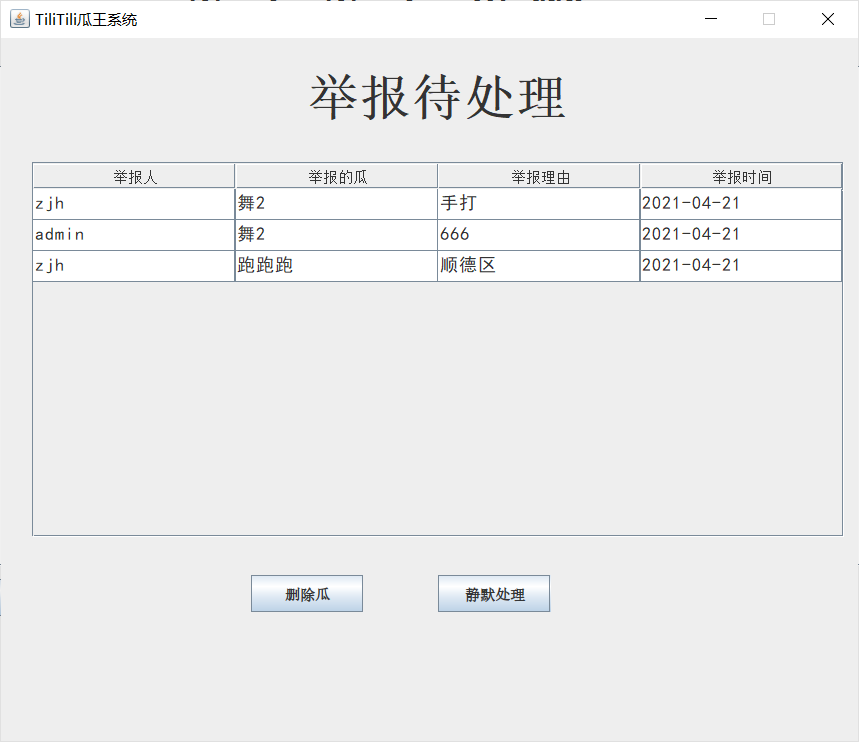 TiliTili瓜王系统
举报待处理
举报人 举报的瓜 举报理由 举报时间
zjh 舞2 手打 2021-04-21
admin 舞2 666 2021-04-21
zjh 跑跑跑 顺德区 2021-04-21
删除瓜 静默处理